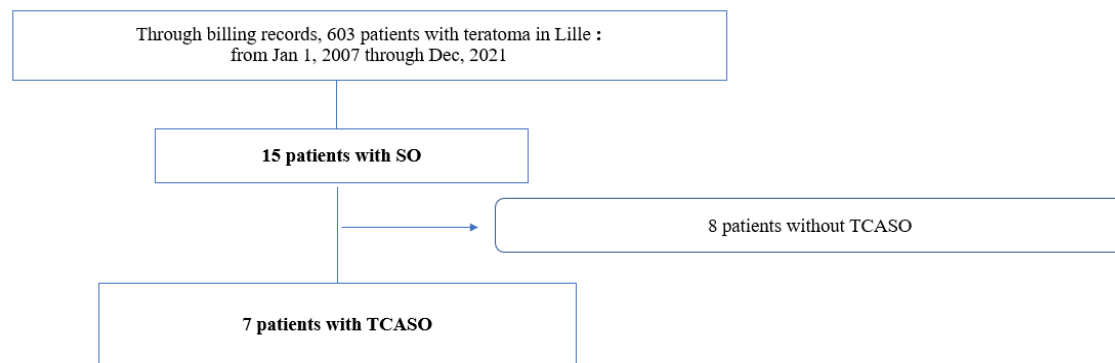 Through billing records, 603 patients with teratoma in Lille :
from Jan 1, 2007 through Dec, 2021
15 patients with SO
8 patients without TCASO
7 patients with TCASO